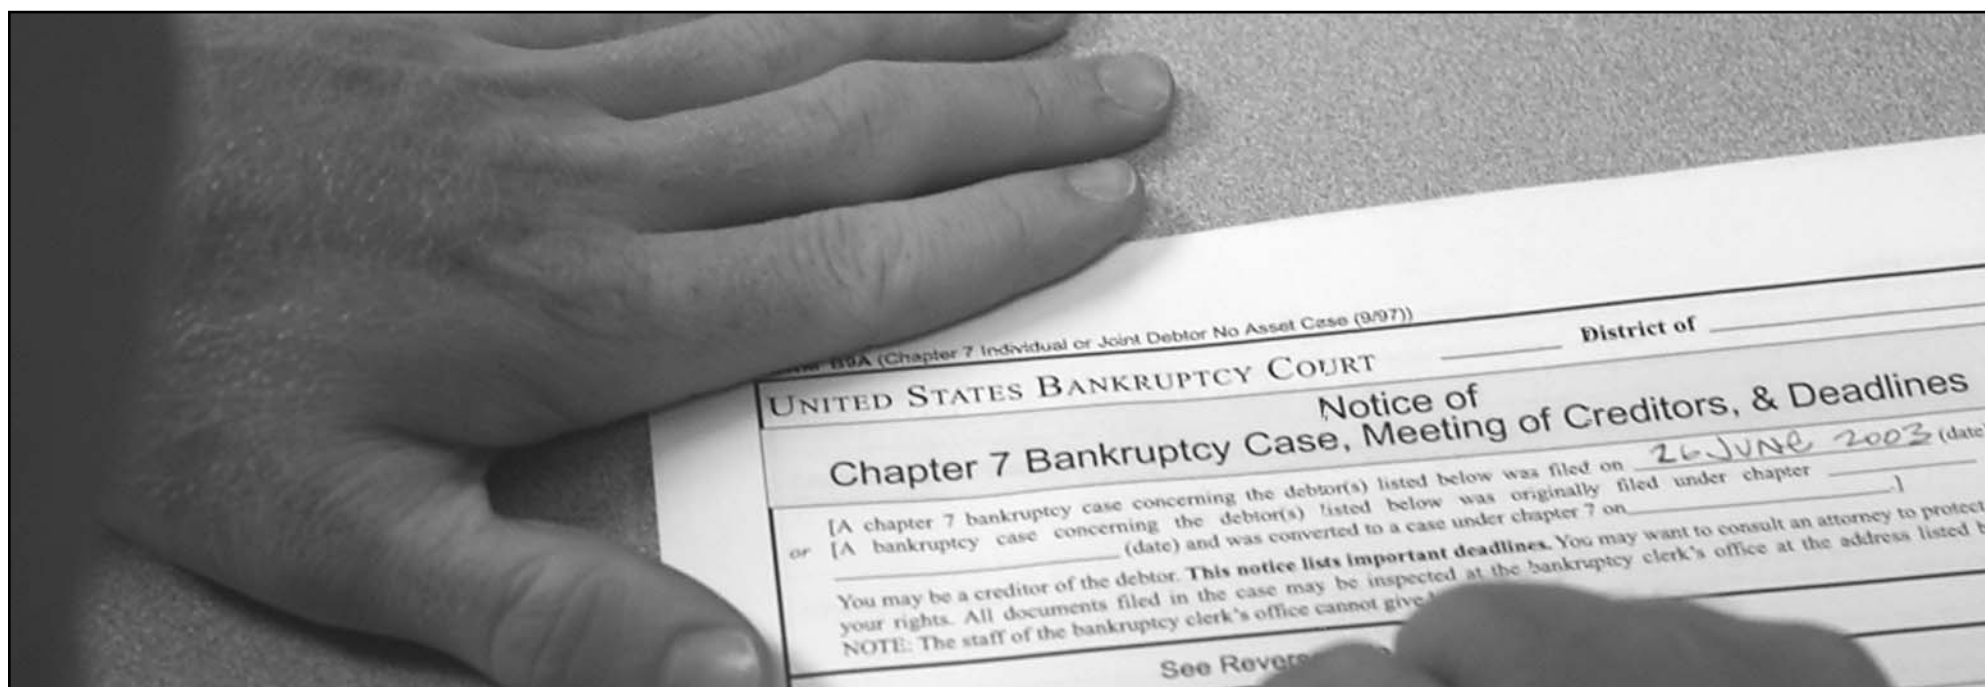 B9A (Chapter 7 Individual or Joint Debtor No Asset Case (9/97))
UNITED STATES BANKRUPTCY COURT ______ District of ______
Notice of
Chapter 7 Bankruptcy Case, Meeting of Creditors, & Deadlines
[A chapter 7 bankruptcy case concerning the debtor(s) listed below was filed on 26 JUNE 2003 (date)
or [A bankruptcy case concerning the debtor(s) listed below was originally filed under chapter ______
______ (date) and was converted to a case under chapter 7 on ______.]
You may be a creditor of the debtor. This notice lists important deadlines. You may want to consult an attorney to protect
your rights. All documents filed in the case may be inspected at the bankruptcy clerk's office at the address listed
NOTE: The staff of the bankruptcy clerk's office cannot give
See Revers